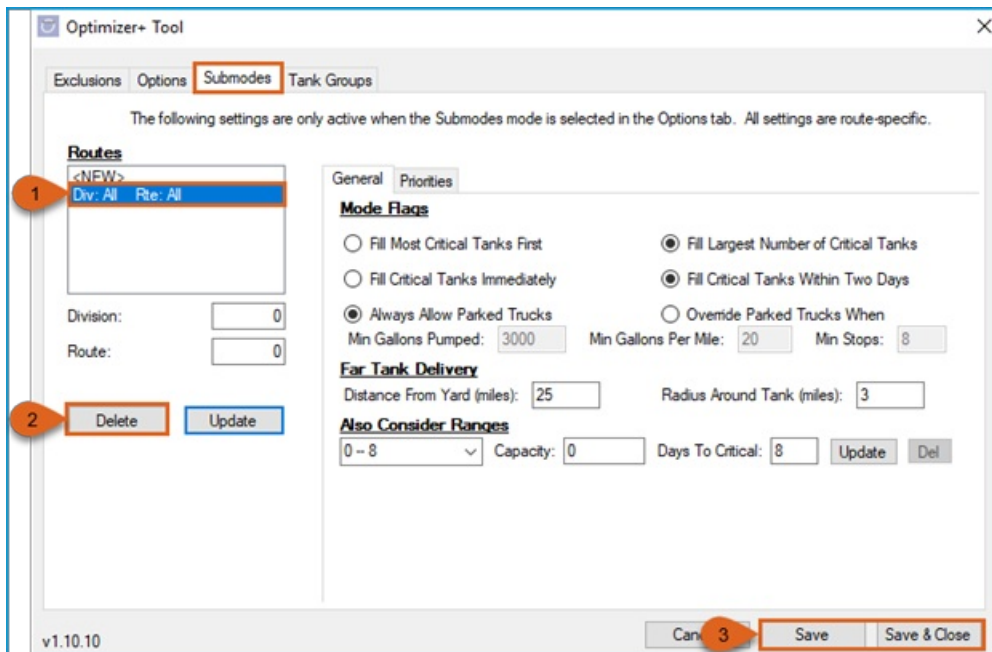 Optimizer+ Tool
Exclusions Options Submodes Tank Groups
The following settings are only active when the Submodes mode is selected in the Options tab. All settings are route-specific.
Routes
<NEW>
1 Div: All Rte: All
Division: 0
Route: 0
2 Delete Update
General Priorities
Mode Flags
Fill Most Critical Tanks First Fill Largest Number of Critical Tanks
Fill Critical Tanks Immediately Fill Critical Tanks Within Two Days
Always Allow Parked Trucks Override Parked Trucks When
Min Gallons Pumped: 3000 Min Gallons Per Mile: 20 Min Stops: 8
Far Tank Delivery
Distance From Yard (miles): 25 Radius Around Tank (miles): 3
Also Consider Ranges
0 -- 8 Capacity: 0 Days To Critical: 8 Update Del
v1.10.10 3 Save Save & Close